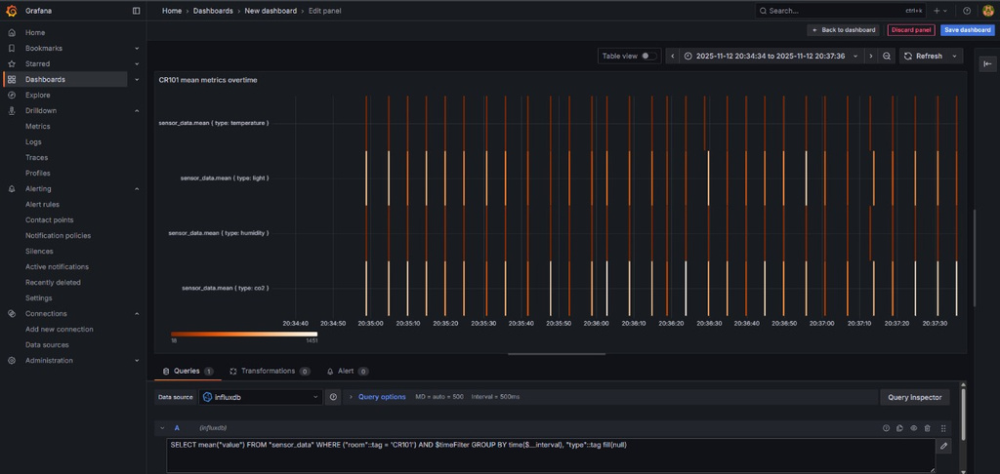 Grafana
Home > Dashboards > New dashboard > Edit panel
Search...
ctrl+k
Back to dashboard
Discard panel
Save dashboard
Home
Bookmarks
Starred
Dashboards
Explore
Drilldown
Metrics
Logs
Traces
Profiles
Alerting
Alert rules
Contact points
Notification policies
Silences
Active notifications
Recently deleted
Settings
Connections
Add new connection
Data sources
Administration
Table view
2025-11-12 20:34:34 to 2025-11-12 20:37:36
Refresh
CR101 mean metrics overtime
sensor_data.mean { type: temperature }
sensor_data.mean { type: light }
sensor_data.mean { type: humidity }
sensor_data.mean { type: co2 }
20:34:40 20:34:50 20:35:00 20:35:10 20:35:20 20:35:30 20:35:40 20:35:50 20:36:00 20:36:10 20:36:20 20:36:30 20:36:40 20:36:50 20:37:00 20:37:10 20:37:20 20:37:30
1451
Queries 1
Transformations 0
Alert 0
Data source
influxdb
Query options
MD = auto = 500
Interval = 500ms
Query inspector
A
(influxdb)
SELECT mean("value") FROM "sensor_data" WHERE ("room"::tag = 'CR101') AND $timeFilter GROUP BY time($__interval), "type"::tag fill(null)